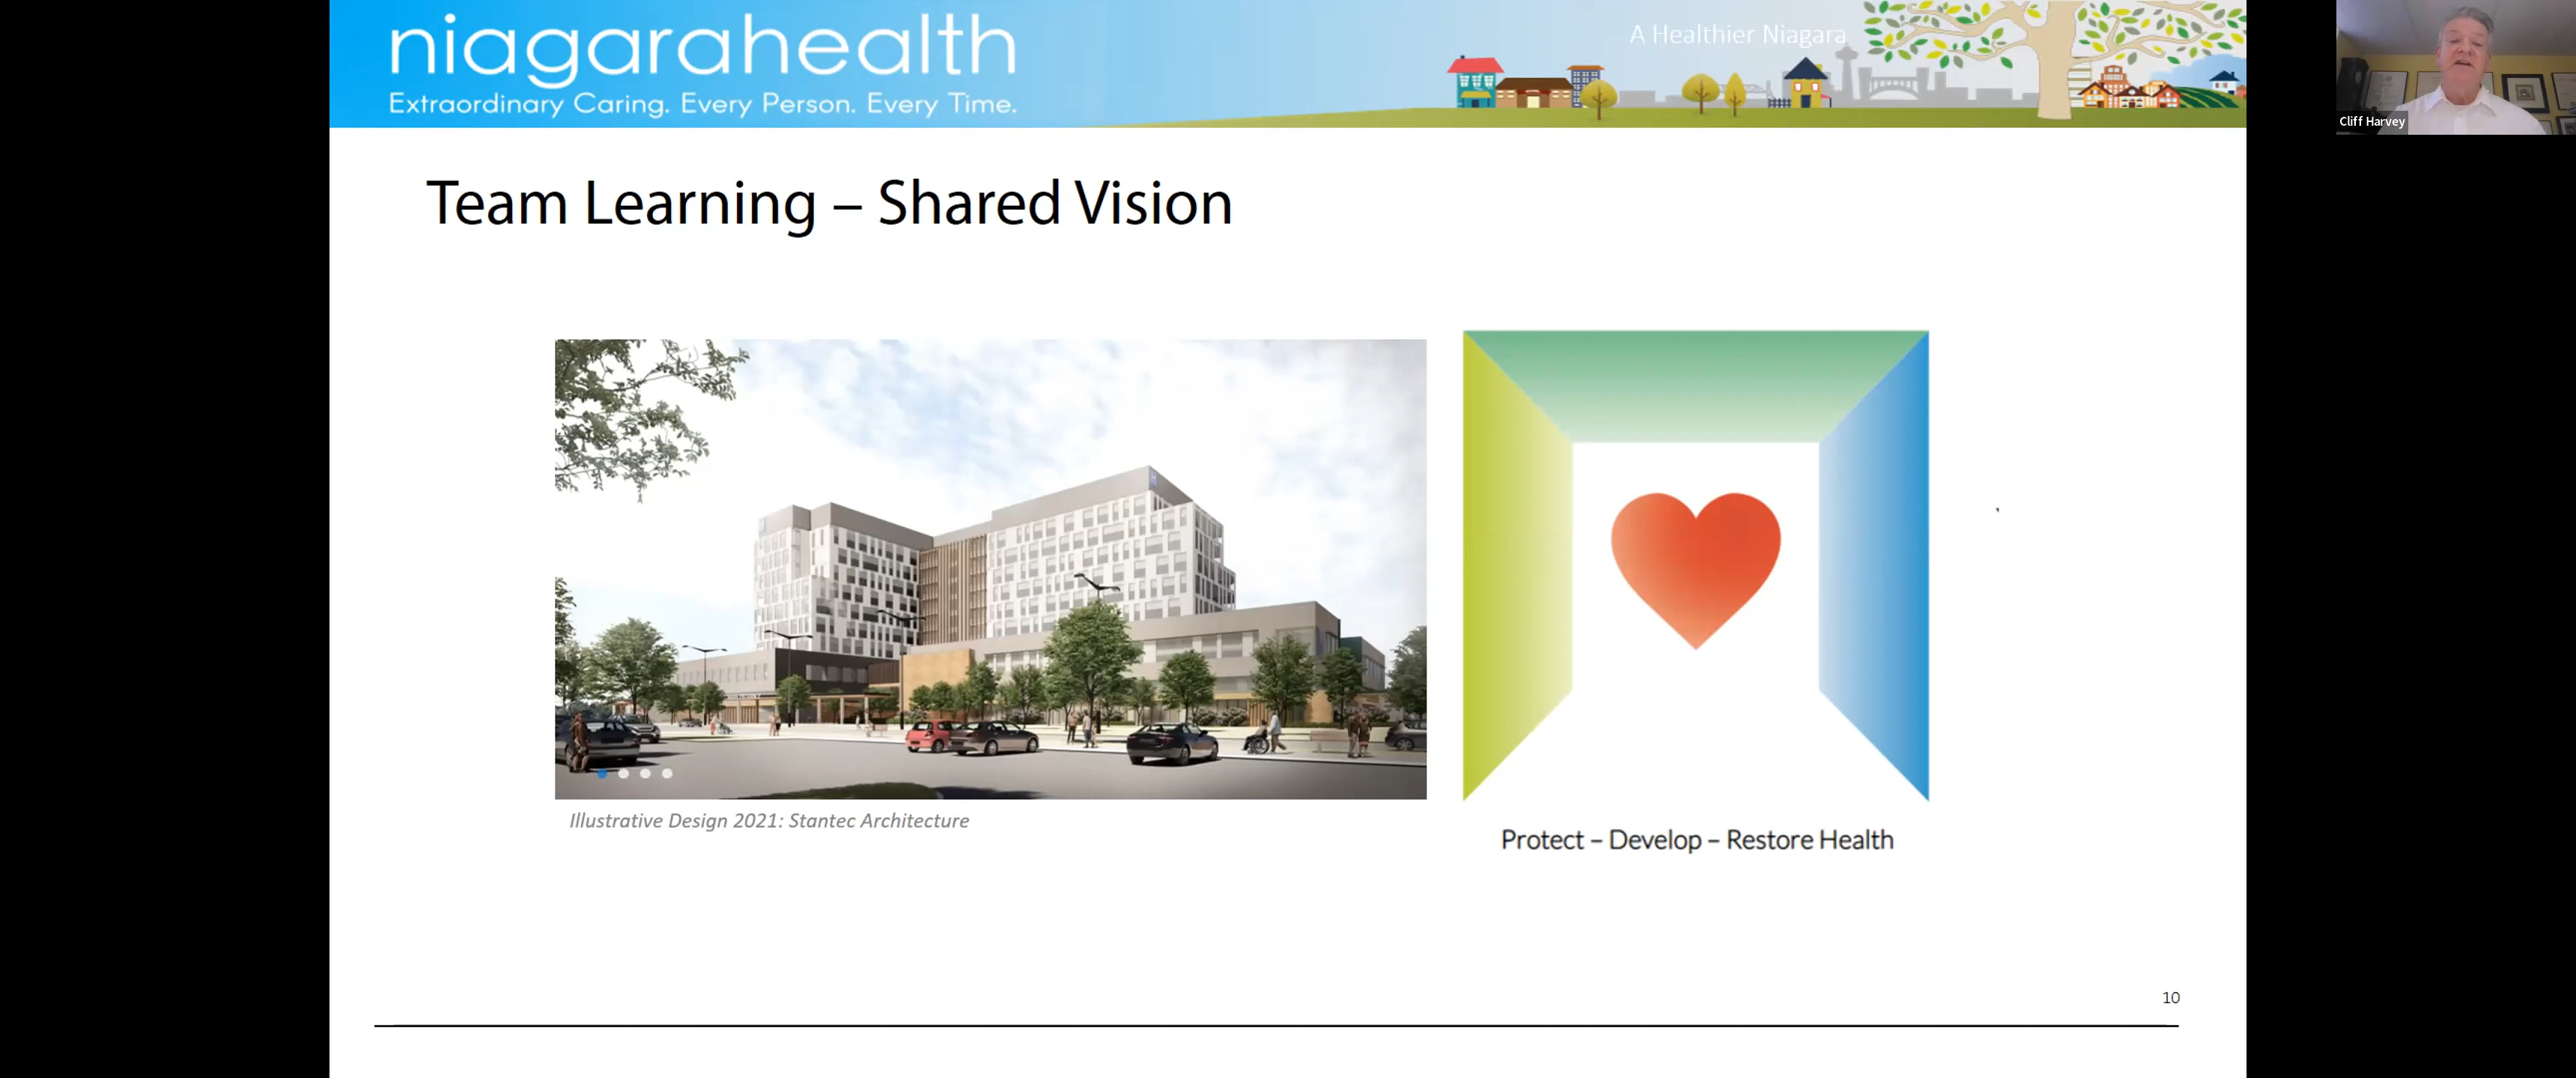 niagarahealth
Extraordinary Caring. Every Person. Every Time.
A Healthier Niagara
Cliff Harvey
Team Learning – Shared Vision
Illustrative Design 2021: Stantec Architecture
Protect – Develop – Restore Health
10